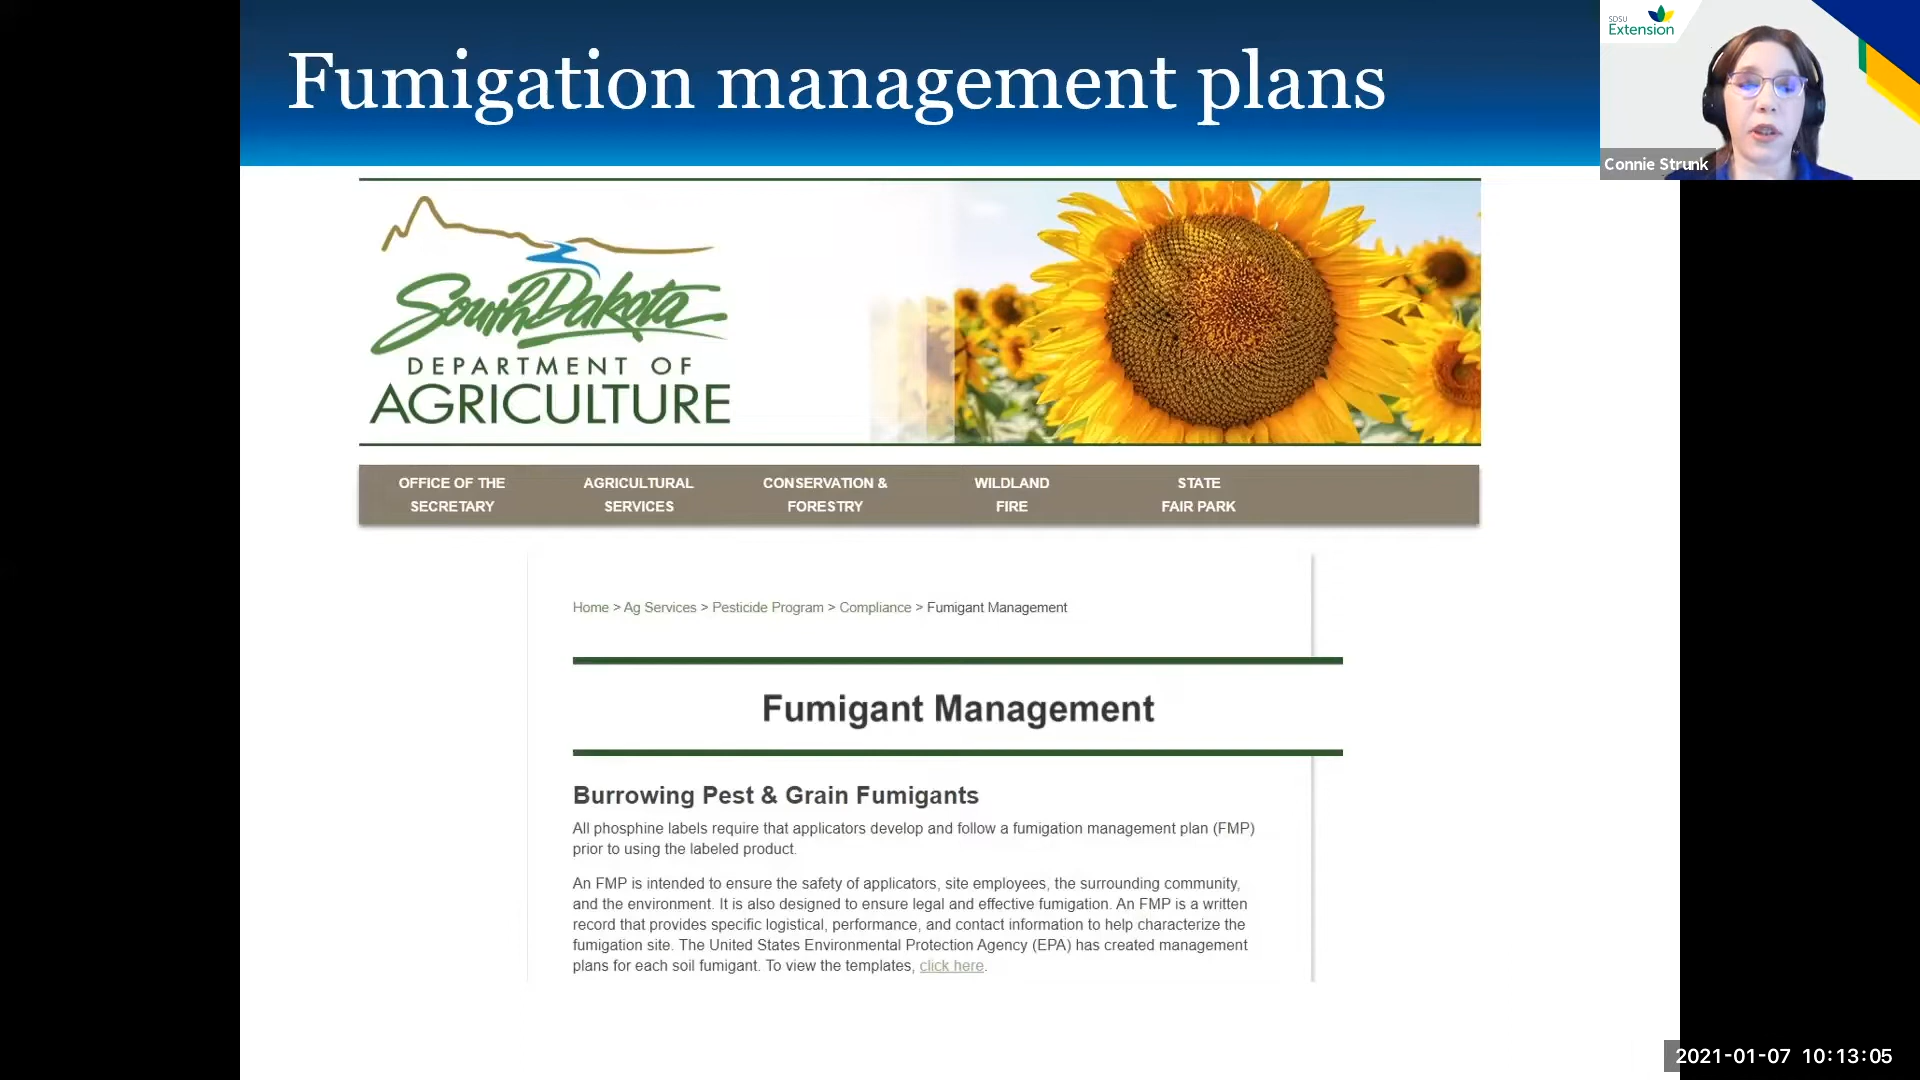 Fumigation management plans
SDSU
Extension
Connie Strunk
South Dakota
DEPARTMENT OF
AGRICULTURE
OFFICE OF THE
SECRETARY
AGRICULTURAL
SERVICES
CONSERVATION &
FORESTRY
WILDLAND
FIRE
STATE
FAIR PARK
Home > Ag Services > Pesticide Program > Compliance > Fumigant Management
Fumigant Management
Burrowing Pest & Grain Fumigants
All phosphine labels require that applicators develop and follow a fumigation management plan (FMP)
prior to using the labeled product.
An FMP is intended to ensure the safety of applicators, site employees, the surrounding community,
and the environment. It is also designed to ensure legal and effective fumigation. An FMP is a written
record that provides specific logistical, performance, and contact information to help characterize the
fumigation site. The United States Environmental Protection Agency (EPA) has created management
plans for each soil fumigant. To view the templates, click here.
2021-01-07 10:13:05